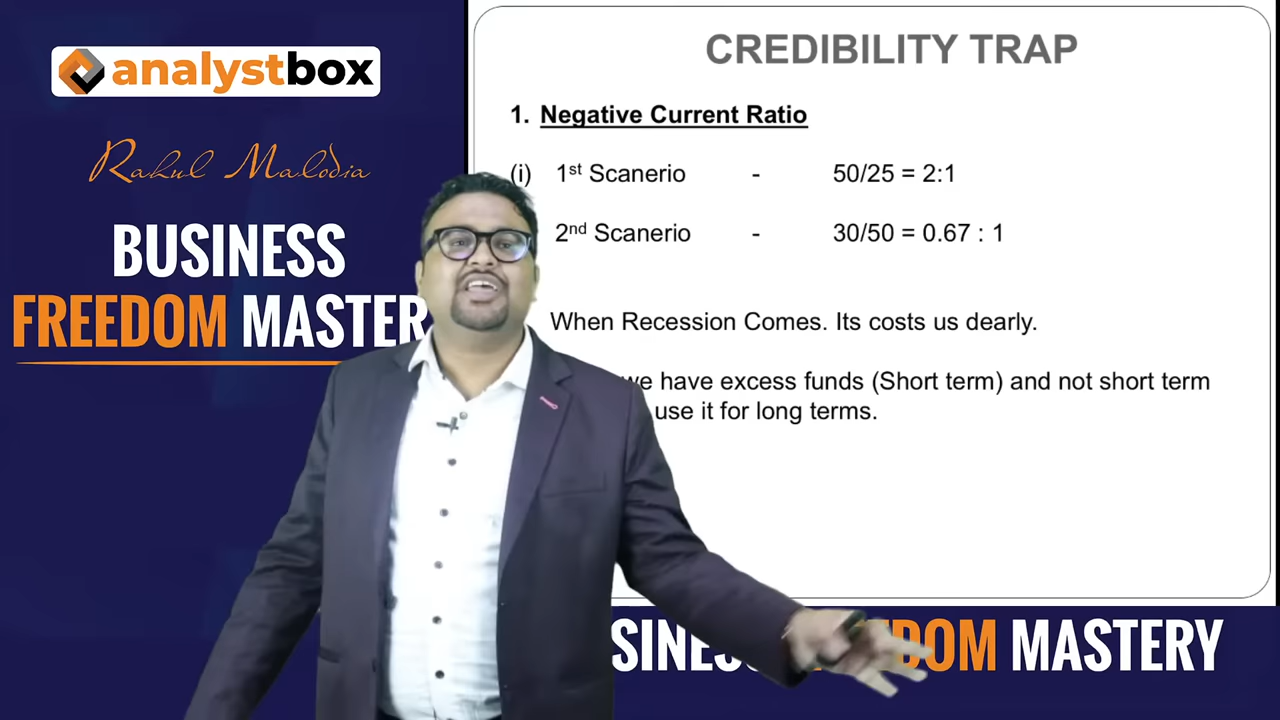 analystbox
Rahul Malodia
BUSINESS
FREEDOM MASTER
CREDIBILITY TRAP
1. Negative Current Ratio
(i) 1st Scanerio - 50/25 = 2:1
2nd Scanerio - 30/50 = 0.67 : 1
When Recession Comes. Its costs us dearly.
we have excess funds (Short term) and not short term
use it for long terms.
MASTERY